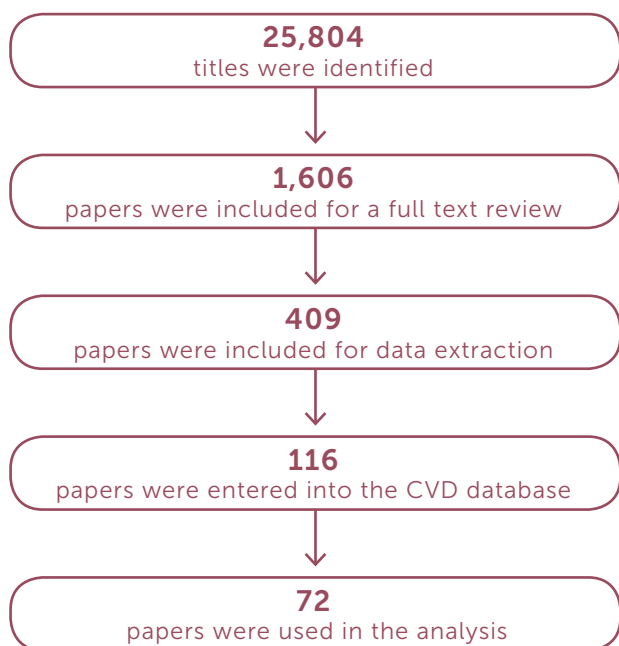 25,804
titles were identified
1,606
papers were included for a full text review
409
papers were included for data extraction
116
papers were entered into the CVD database
72
papers were used in the analysis